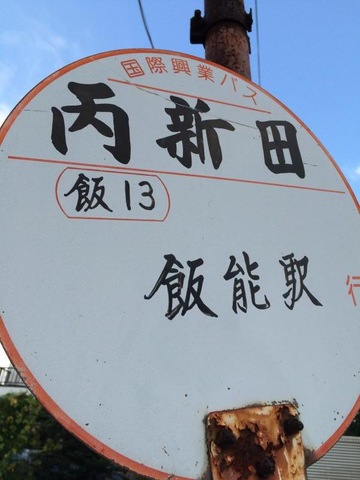 国際興業バス
丙新田
飯13
飯能駅
行